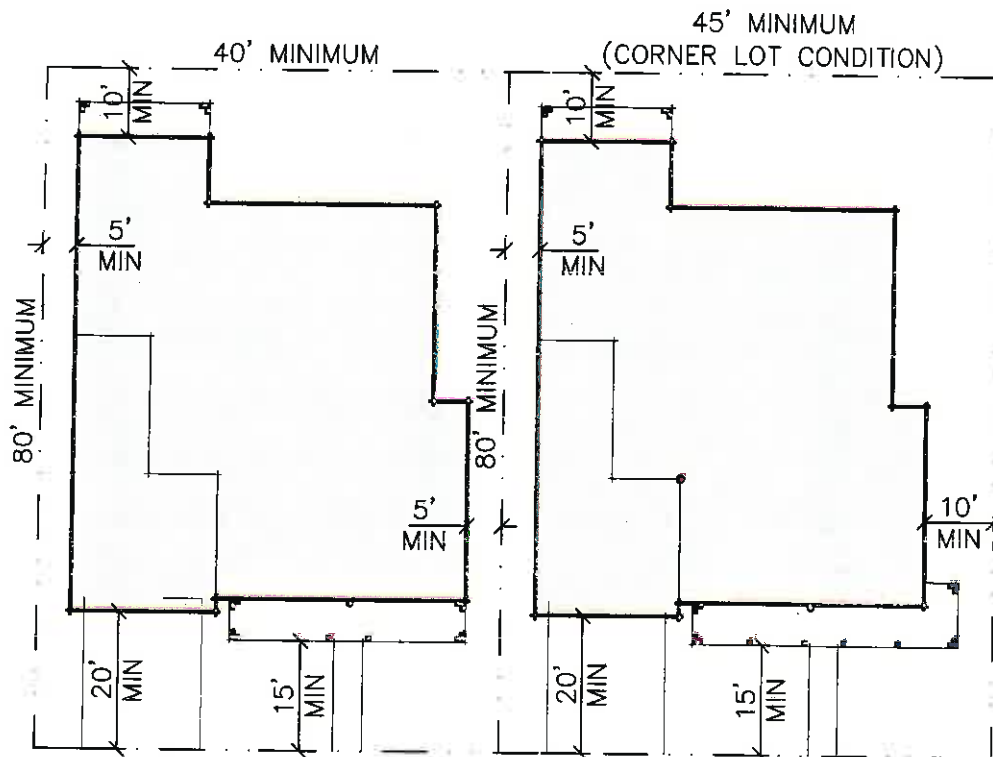 40' MINIMUM
45' MINIMUM
(CORNER LOT CONDITION)
10'
MIN
10'
MIN
5'
MIN
5'
MIN
80' MINIMUM
80' MINIMUM
5'
MIN
10'
MIN
20'
MIN
15'
MIN
20'
MIN
15'
MIN